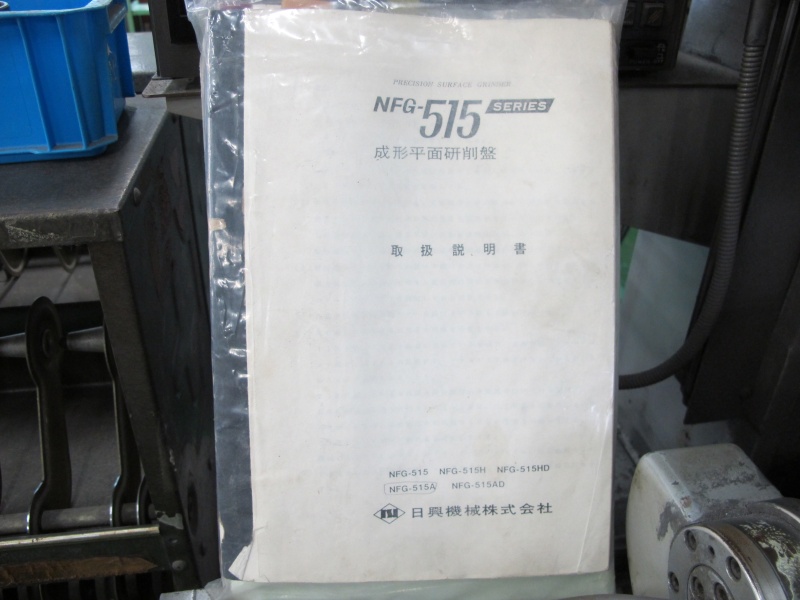 PRECISION SURFACE GRINDER
NFG-515 SERIES
成形平面研削盤
取扱説明書
NFG-515 NFG-515H NFG-515HD
NFG-515A NFG-515AD
日興機械株式会社